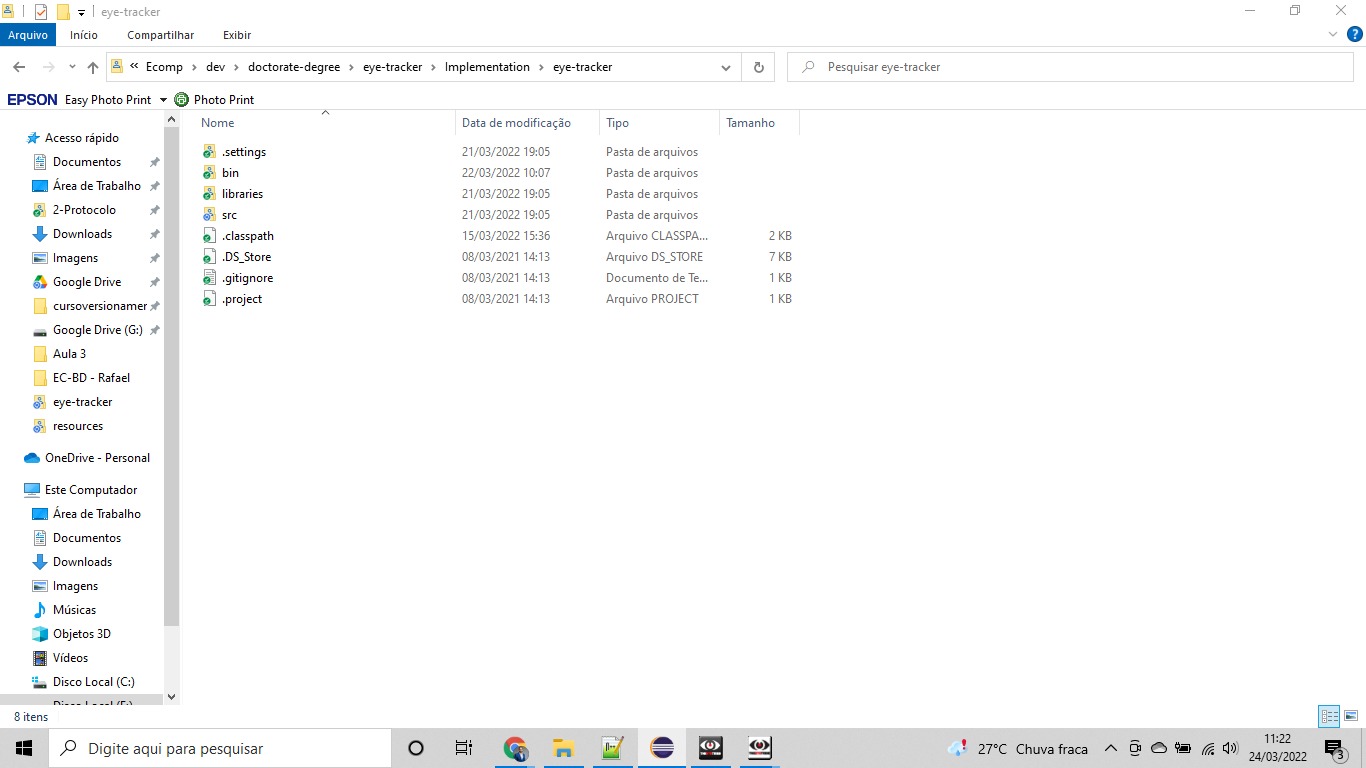 eye-tracker
Arquivo Início Compartilhar Exibir
« Ecomp › dev › doctorate-degree › eye-tracker › Implementation › eye-tracker
Pesquisar eye-tracker
EPSON Easy Photo Print Photo Print
Nome Data de modificação Tipo Tamanho
.settings 21/03/2022 19:05 Pasta de arquivos
bin 22/03/2022 10:07 Pasta de arquivos
libraries 21/03/2022 19:05 Pasta de arquivos
src 21/03/2022 19:05 Pasta de arquivos
.classpath 15/03/2022 15:36 Arquivo CLASSPA... 2 KB
.DS_Store 08/03/2021 14:13 Arquivo DS_STORE 7 KB
.gitignore 08/03/2021 14:13 Documento de Te... 1 KB
.project 08/03/2021 14:13 Arquivo PROJECT 1 KB
Acesso rápido
Documentos
Área de Trabalho
2-Protocolo
Downloads
Imagens
Google Drive
cursoversionamer
Google Drive (G:)
Aula 3
EC-BD - Rafael
eye-tracker
resources
OneDrive - Personal
Este Computador
Área de Trabalho
Documentos
Downloads
Imagens
Músicas
Objetos 3D
Vídeos
Disco Local (C:)
8 itens
Digite aqui para pesquisar
27°C Chuva fraca
11:22
24/03/2022
3